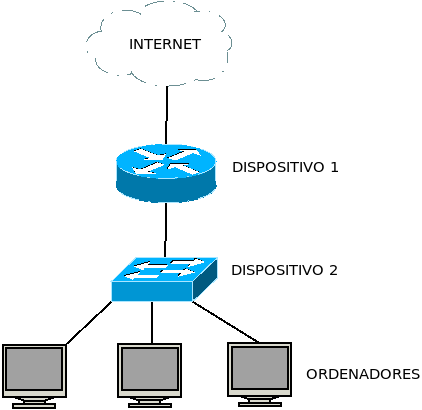 INTERNET
DISPOSITIVO 1
DISPOSITIVO 2
ORDENADORES